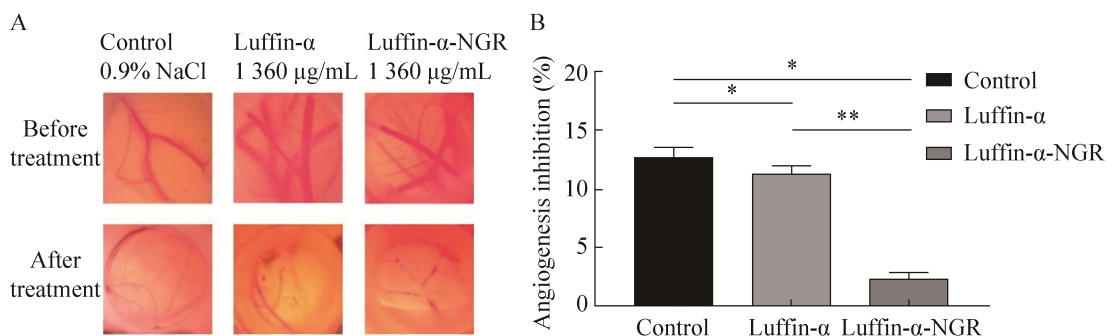 A
Control
0.9% NaCl
Luffin-α
1 360 μg/mL
Luffin-α-NGR
1 360 μg/mL
Before
treatment
After
treatment
B
Angiogenesis inhibition (%)
20
15
10
5
0
*
*
**
Control
Luffin-α
Luffin-α-NGR
Control
Luffin-α
Luffin-α-NGR